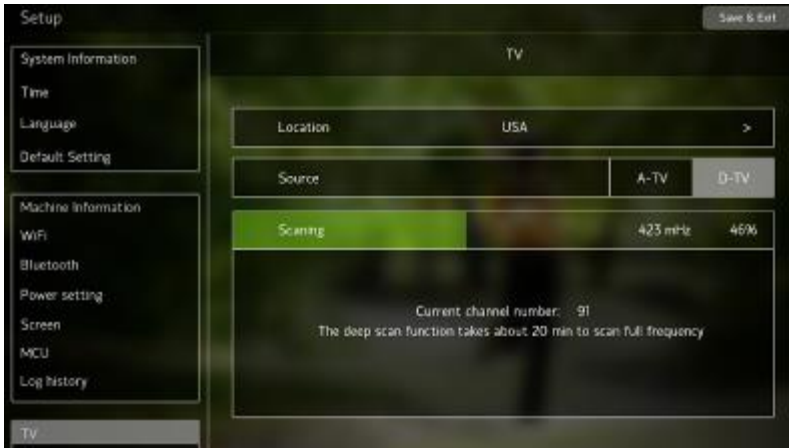 Setup
Save & Exit
System Information
Time
Language
Default Setting
Machine Information
WiFi
Bluetooth
Power setting
Screen
MCU
Log history
TV
TV
Location USA >
Source A-TV D-TV
Scaning 423 mHz 46%
Current channel number: 91
The deep scan function takes about 20 min to scan full frequency